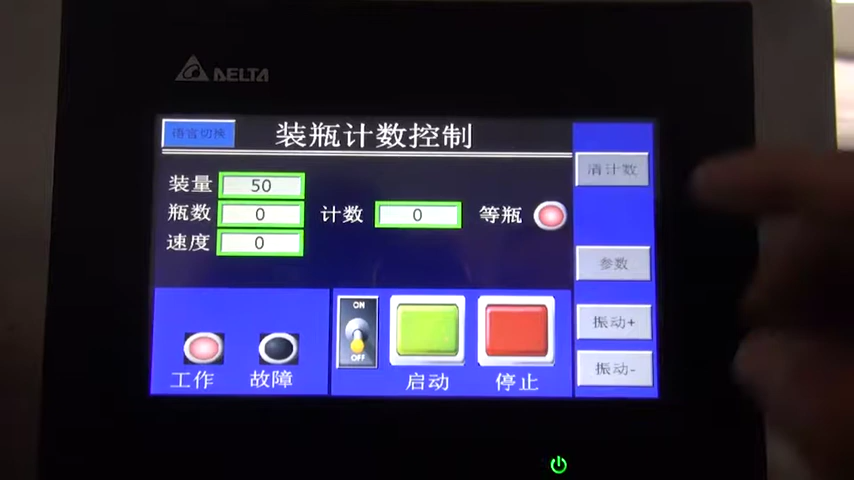 DELTA
语言切换
装瓶计数控制
清计数
装量 50
瓶数 0 计数 0 等瓶
速度 0
参数
ON
OFF
振动+
振动-
工作 故障 启动 停止